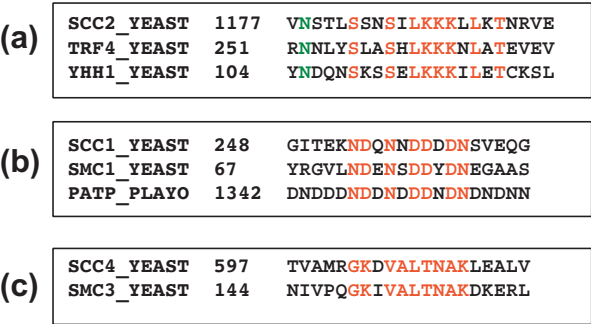 (a)
SCC2_YEAST 1177 VNSTLSSNSILKKKLLKTNRVE
TRF4_YEAST 251 RNNLYSLASHLKKKNLATEVEV
YHH1_YEAST 104 YNDQNSKSSELKKKILETCKSL
(b)
SCC1_YEAST 248 GITEKNDQNNDDDDNSVEQG
SMC1_YEAST 67 YRGVLNDENSDDYDNEGAAS
PATP_PLAYO 1342 DNDDDNDDNDDDNDNDNDNN
(c)
SCC4_YEAST 597 TVAMRGKDVALTNAKLEALV
SMC3_YEAST 144 NIVPQGKIVALTNAKDKERL